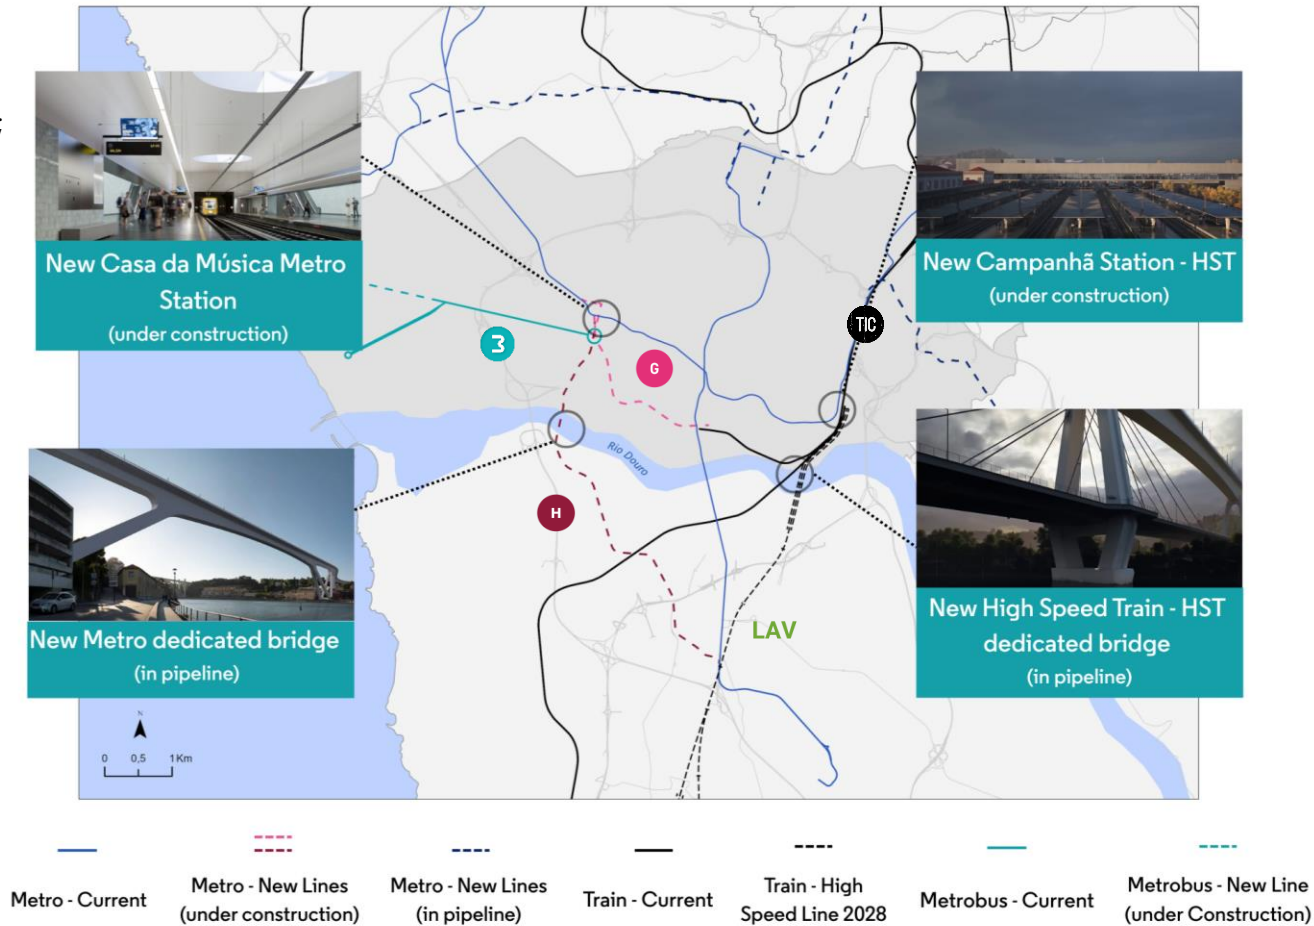 ;
New Casa da Música Metro
Station
(under construction)
New Campanhã Station - HST
(under construction)
TIC
3
G
Rio Douro
H
New Metro dedicated bridge
(in pipeline)
LAV
New High Speed Train - HST
dedicated bridge
(in pipeline)
N
0 0,5 1 Km
Metro - Current
Metro - New Lines
(under construction)
Metro - New Lines
(in pipeline)
Train - Current
Train - High
Speed Line 2028
Metrobus - Current
Metrobus - New Line
(under Construction)